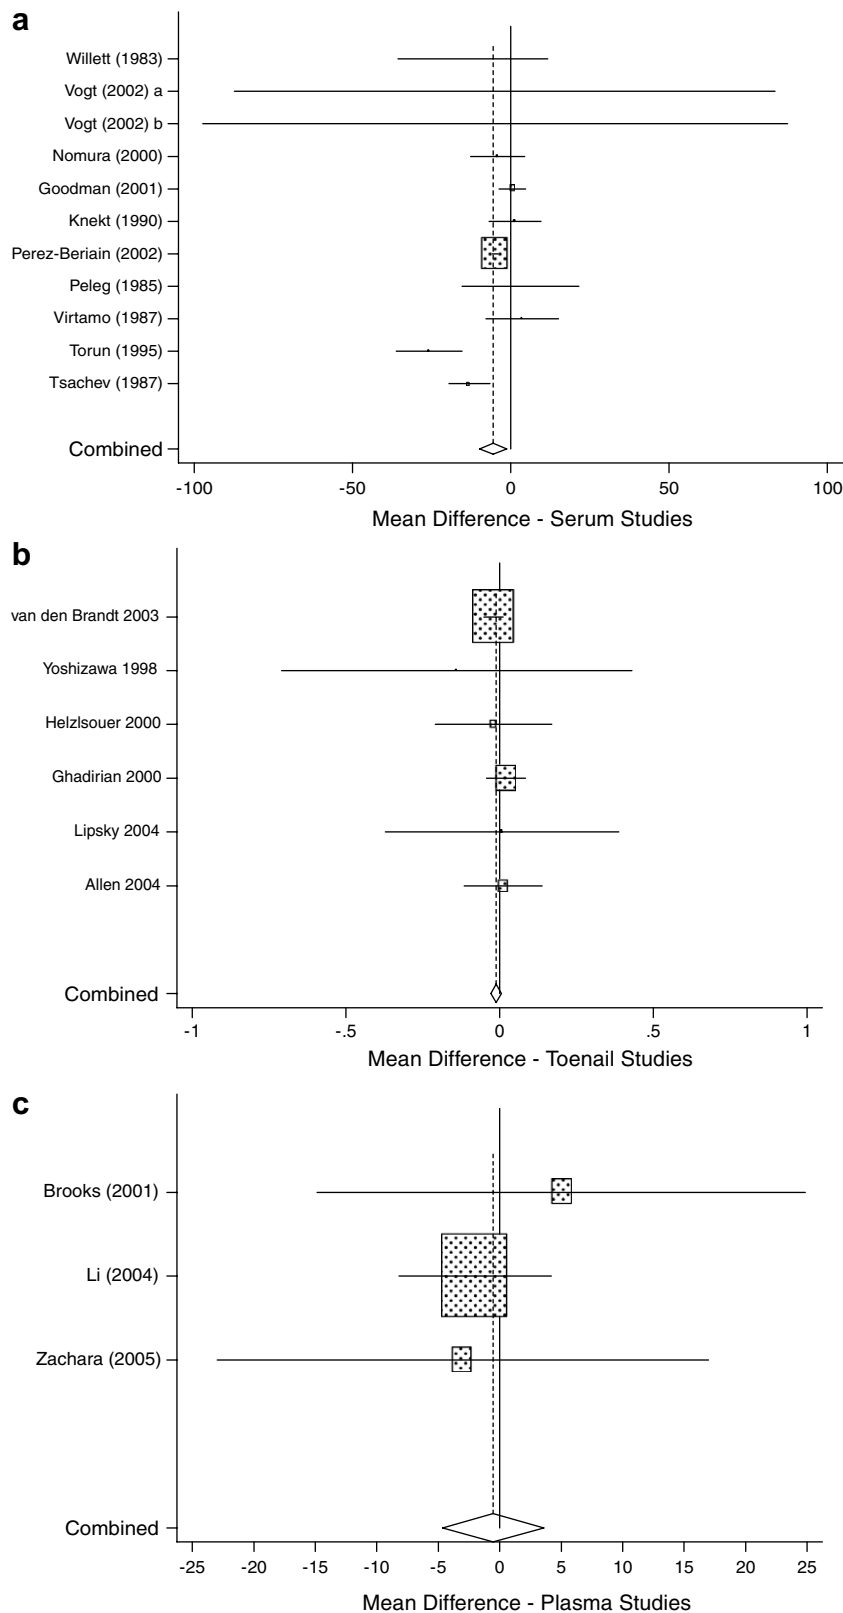 a
Willett (1983)
Vogt (2002) a
Vogt (2002) b
Nomura (2000)
Goodman (2001)
Knekt (1990)
Perez-Beriain (2002)
Peleg (1985)
Virtamo (1987)
Torun (1995)
Tsachev (1987)
Combined
-100 -50 0 50 100
Mean Difference - Serum Studies
b
van den Brandt 2003
Yoshizawa 1998
Helzlsouer 2000
Ghadirian 2000
Lipsky 2004
Allen 2004
Combined
-1 -.5 0 .5 1
Mean Difference - Toenail Studies
c
Brooks (2001)
Li (2004)
Zachara (2005)
Combined
-25 -20 -15 -10 -5 0 5 10 15 20 25
Mean Difference - Plasma Studies